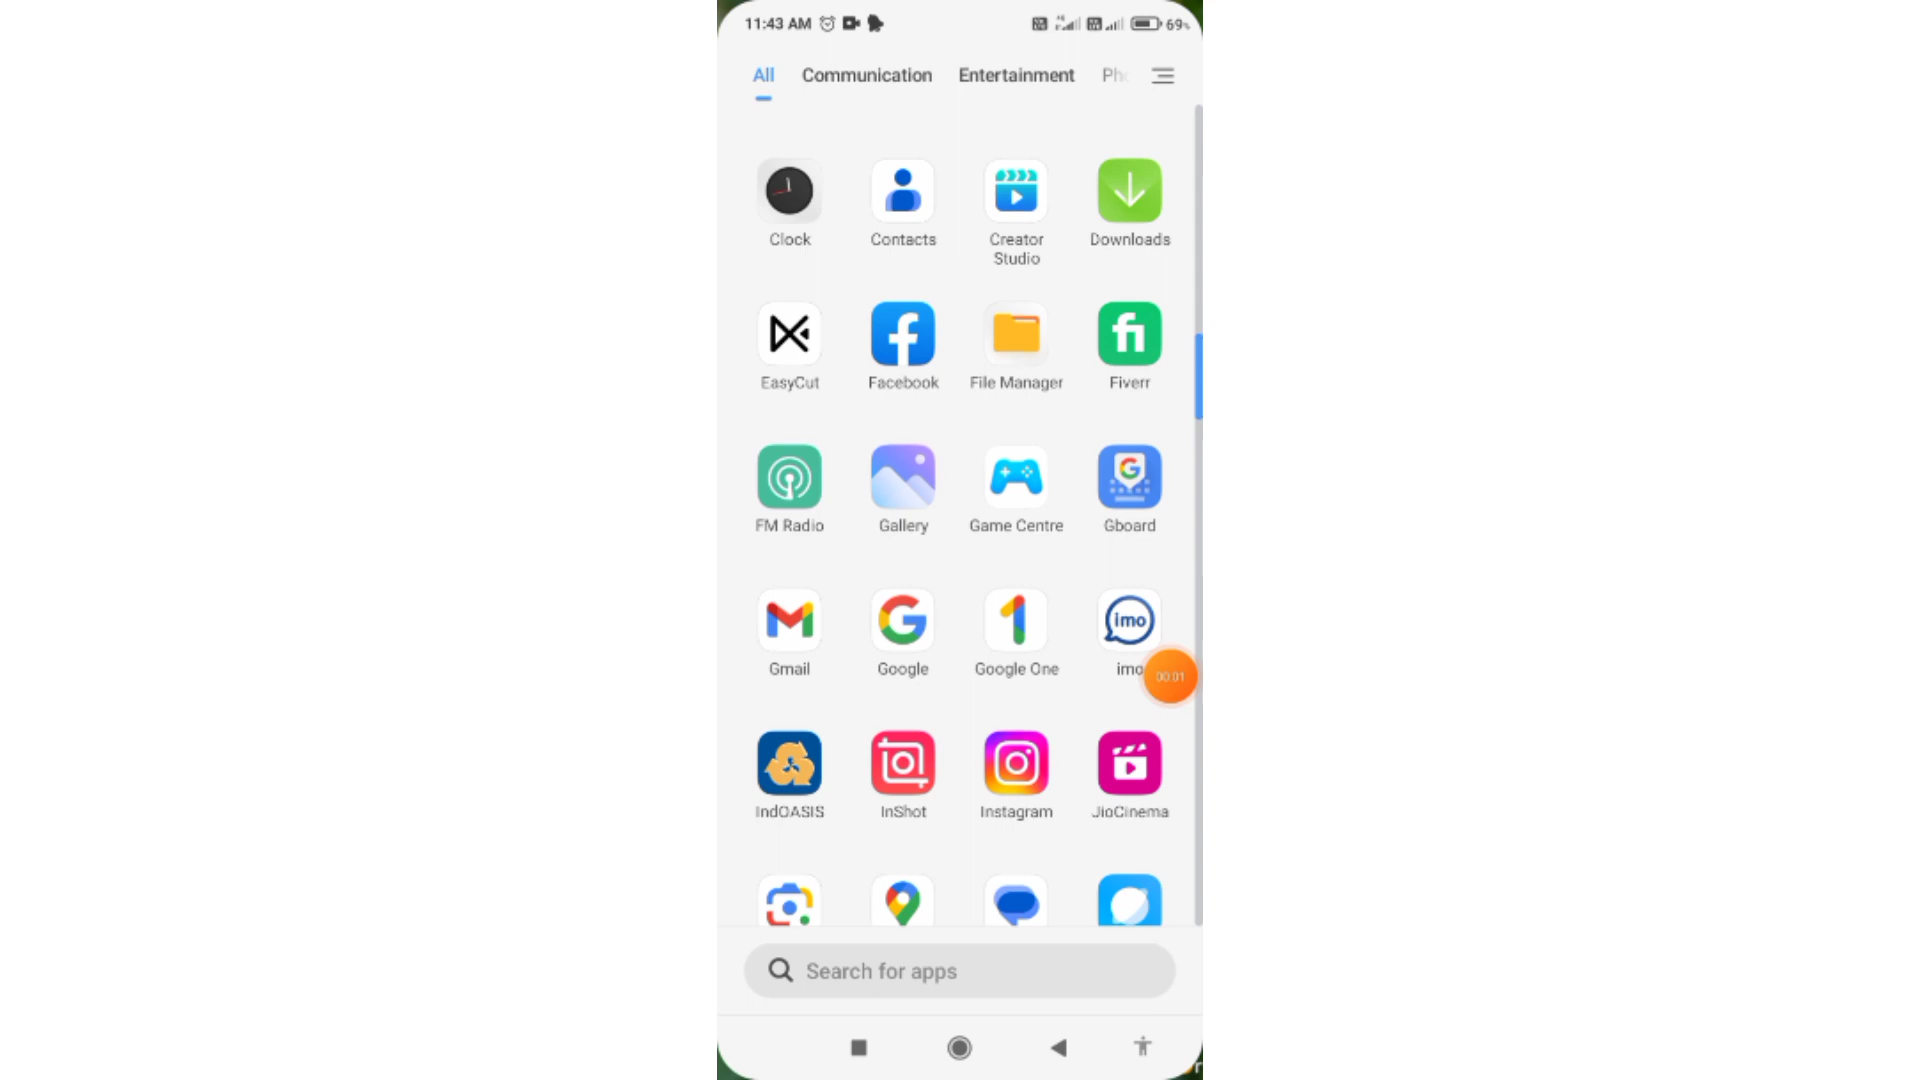 11:43 AM 69%
All Communication Entertainment Pho
Clock Contacts Creator Studio Downloads
EasyCut Facebook File Manager Fiverr
fi
FM Radio Gallery Game Centre Gboard
imo
Gmail Google Google One imo
00:01
IndOASIS InShot Instagram JioCinema
Search for apps